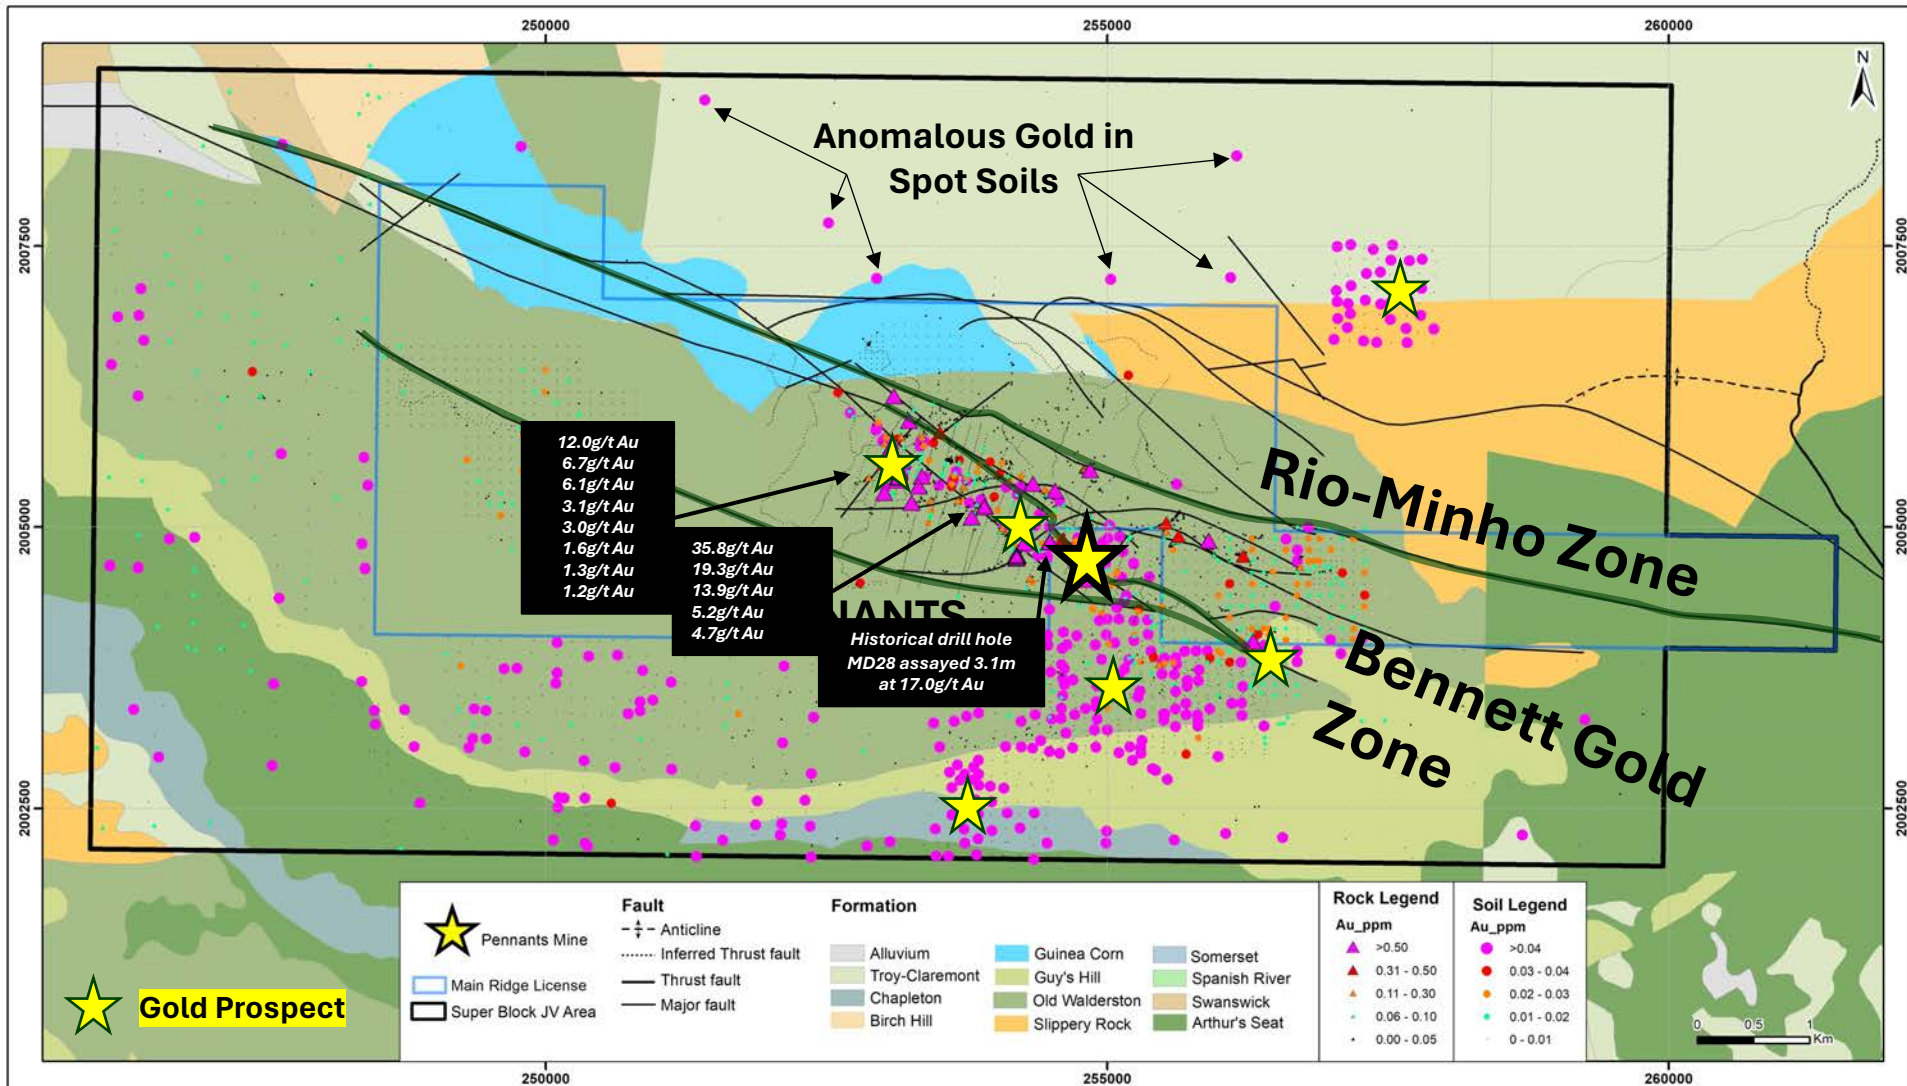 250000
255000
260000
N
Anomalous Gold in
Spot Soils
2007500
2007500
2005000
2005000
2002500
2002500
Rio-Minho Zone
Bennett Gold
Zone
12.0g/t Au
6.7g/t Au
6.1g/t Au
3.1g/t Au
3.0g/t Au
1.6g/t Au
1.3g/t Au
1.2g/t Au
35.8g/t Au
19.3g/t Au
13.9g/t Au
5.2g/t Au
4.7g/t Au
NANTS
Historical drill hole
MD28 assayed 3.1m
at 17.0g/t Au
Gold Prospect
Pennants Mine
Main Ridge License
Super Block JV Area
Fault
Anticline
Inferred Thrust fault
Thrust fault
Major fault
Formation
Alluvium
Troy-Claremont
Chapleton
Birch Hill
Guinea Corn
Guy's Hill
Old Walderston
Slippery Rock
Somerset
Spanish River
Swanswick
Arthur's Seat
Rock Legend
Au_ppm
>0.50
0.31 - 0.50
0.11 - 0.30
0.06 - 0.10
0.00 - 0.05
Soil Legend
Au_ppm
>0.04
0.03 - 0.04
0.02 - 0.03
0.01 - 0.02
0 - 0.01
0 0.5 1
Km
250000
255000
260000